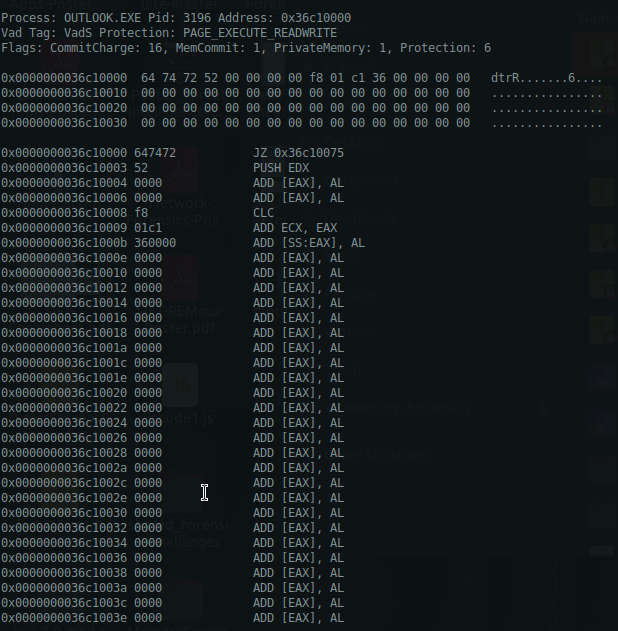 Process: OUTLOOK.EXE Pid: 3196 Address: 0x36c10000
Vad Tag: VadS Protection: PAGE_EXECUTE_READWRITE
Flags: CommitCharge: 16, MemCommit: 1, PrivateMemory: 1, Protection: 6
0x0000000036c10000  64 74 72 52 00 00 00 00 f8 01 c1 36 00 00 00 00   dtrR.......6....
0x0000000036c10010  00 00 00 00 00 00 00 00 00 00 00 00 00 00 00 00   ................
0x0000000036c10020  00 00 00 00 00 00 00 00 00 00 00 00 00 00 00 00   ................
0x0000000036c10030  00 00 00 00 00 00 00 00 00 00 00 00 00 00 00 00   ................
0x0000000036c10000 647472           JZ 0x36c10075
0x0000000036c10003 52               PUSH EDX
0x0000000036c10004 0000             ADD [EAX], AL
0x0000000036c10006 0000             ADD [EAX], AL
0x0000000036c10008 f8               CLC
0x0000000036c10009 01c1             ADD ECX, EAX
0x0000000036c1000b 360000           ADD [SS:EAX], AL
0x0000000036c1000e 0000             ADD [EAX], AL
0x0000000036c10010 0000             ADD [EAX], AL
0x0000000036c10012 0000             ADD [EAX], AL
0x0000000036c10014 0000             ADD [EAX], AL
0x0000000036c10016 0000             ADD [EAX], AL
0x0000000036c10018 0000             ADD [EAX], AL
0x0000000036c1001a 0000             ADD [EAX], AL
0x0000000036c1001c 0000             ADD [EAX], AL
0x0000000036c1001e 0000             ADD [EAX], AL
0x0000000036c10020 0000             ADD [EAX], AL
0x0000000036c10022 0000             ADD [EAX], AL
0x0000000036c10024 0000             ADD [EAX], AL
0x0000000036c10026 0000             ADD [EAX], AL
0x0000000036c10028 0000             ADD [EAX], AL
0x0000000036c1002a 0000             ADD [EAX], AL
0x0000000036c1002c 0000             ADD [EAX], AL
0x0000000036c1002e 0000             ADD [EAX], AL
0x0000000036c10030 0000             ADD [EAX], AL
0x0000000036c10032 0000             ADD [EAX], AL
0x0000000036c10034 0000             ADD [EAX], AL
0x0000000036c10036 0000             ADD [EAX], AL
0x0000000036c10038 0000             ADD [EAX], AL
0x0000000036c1003a 0000             ADD [EAX], AL
0x0000000036c1003c 0000             ADD [EAX], AL
0x0000000036c1003e 0000             ADD [EAX], AL